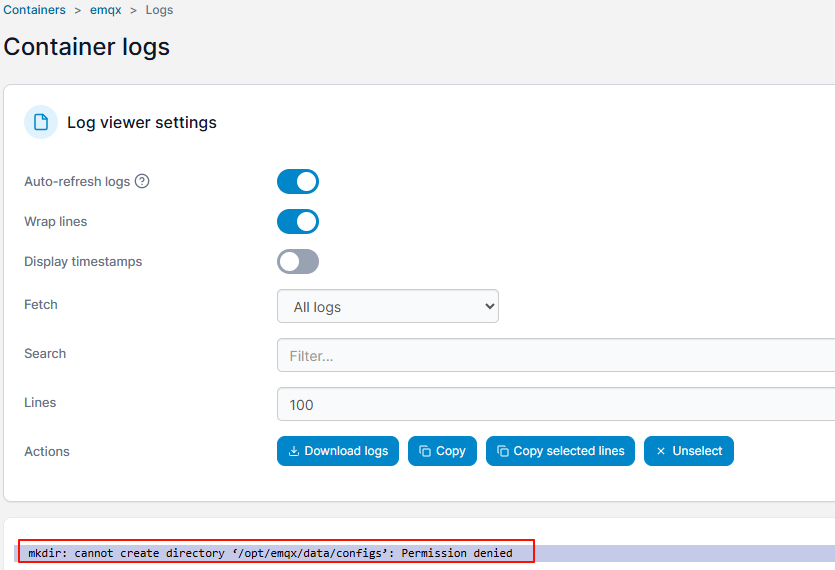 Containers > emqx > Logs
Container logs
Log viewer settings
Auto-refresh logs ?
Wrap lines
Display timestamps
Fetch All logs
Search Filter...
Lines 100
Actions Download logs Copy Copy selected lines × Unselect
mkdir: cannot create directory ‘/opt/emqx/data/configs’: Permission denied